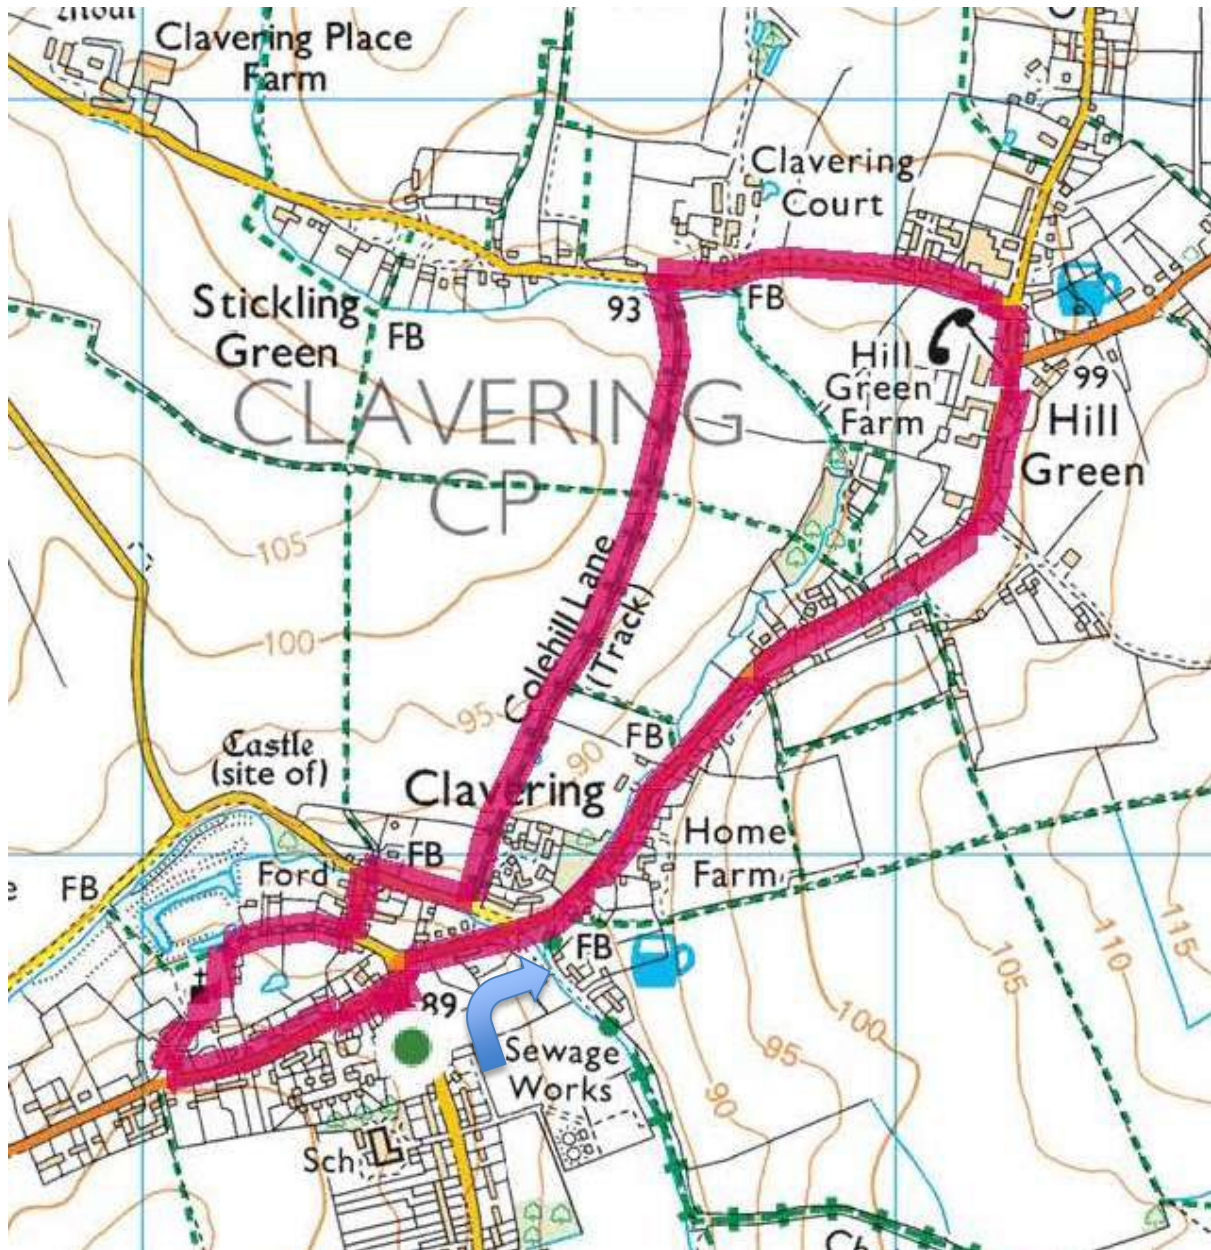 Clavering Place
Farm
Clavering
Court
93
FB
Stickling
Green
FB
Hill
Green
Farm
99
Hill
Green
CLAVERING
CP
105
100
Colehill Lane
(Track)
95
90
FB
Castle
(site of)
Clavering
Home
Farm
FB
Ford
FB
FB
89
115
110
105
100
95
90
Sewage
Works
Sch